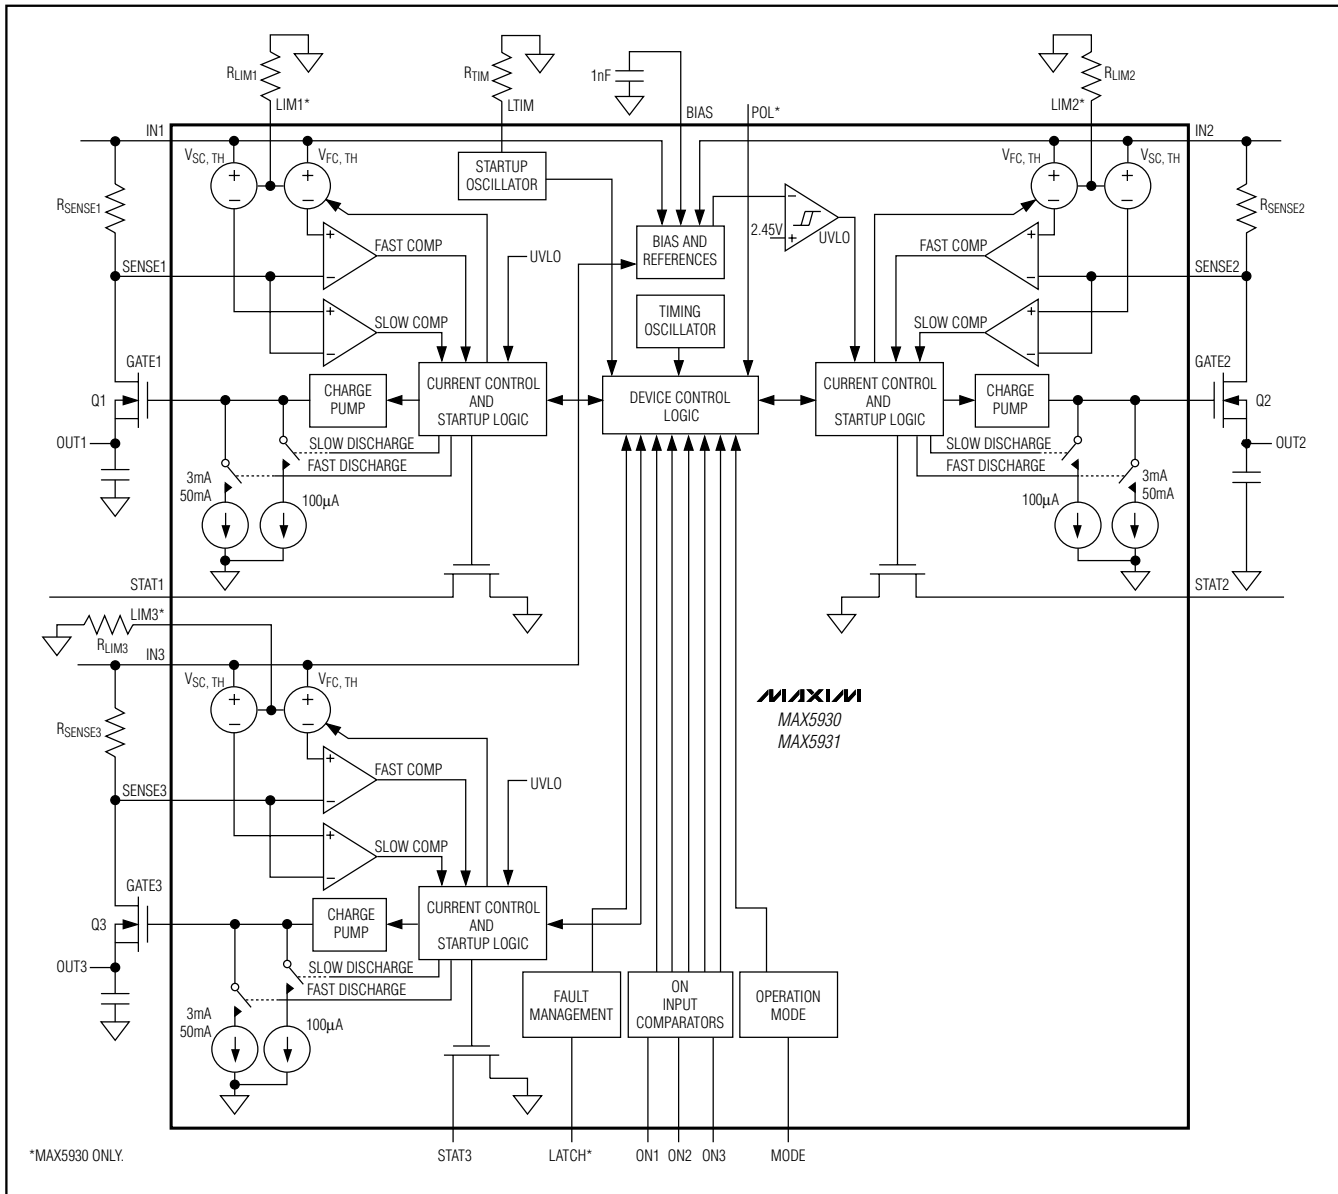 RLIM1
RTIM
1nF
RLIM2
LIM1*
LTIM
BIAS
POL*
LIM2*
IN1
IN2
VSC, TH
VFC, TH
VFC, TH
VSC, TH
+
−
+
−
+
−
+
−
STARTUP
OSCILLATOR
RSENSE1
RSENSE2
−
2.45V
+
UVLO
BIAS AND
REFERENCES
+
FAST COMP
−
UVLO
FAST COMP
+
−
SENSE1
SENSE2
TIMING
OSCILLATOR
+
SLOW COMP
−
SLOW COMP
+
−
GATE1
GATE2
Q1
CHARGE
PUMP
CURRENT CONTROL
AND
STARTUP LOGIC
DEVICE CONTROL
LOGIC
CURRENT CONTROL
AND
STARTUP LOGIC
CHARGE
PUMP
Q2
OUT1
OUT2
SLOW DISCHARGE
FAST DISCHARGE
SLOW DISCHARGE
FAST DISCHARGE
3mA
50mA
100µA
100µA
3mA
50mA
STAT1
STAT2
LIM3*
RLIM3
IN3
VSC, TH
VFC, TH
+
−
+
−
MAXIM
MAX5930
MAX5931
RSENSE3
+
FAST COMP
−
UVLO
SENSE3
+
SLOW COMP
−
GATE3
Q3
CHARGE
PUMP
CURRENT CONTROL
AND
STARTUP LOGIC
OUT3
SLOW DISCHARGE
FAST DISCHARGE
3mA
50mA
100µA
FAULT
MANAGEMENT
ON
INPUT
COMPARATORS
OPERATION
MODE
*MAX5930 ONLY.
STAT3
LATCH*
ON1
ON2
ON3
MODE